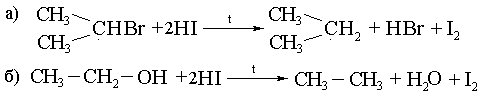 а) CH₃ CH₃ CHBr +2HI t CH₃ CH₃ CH₂ + HBr + I₂
б) CH₃ – CH₂ – OH +2HI t CH₃ – CH₃ + H₂O + I₂